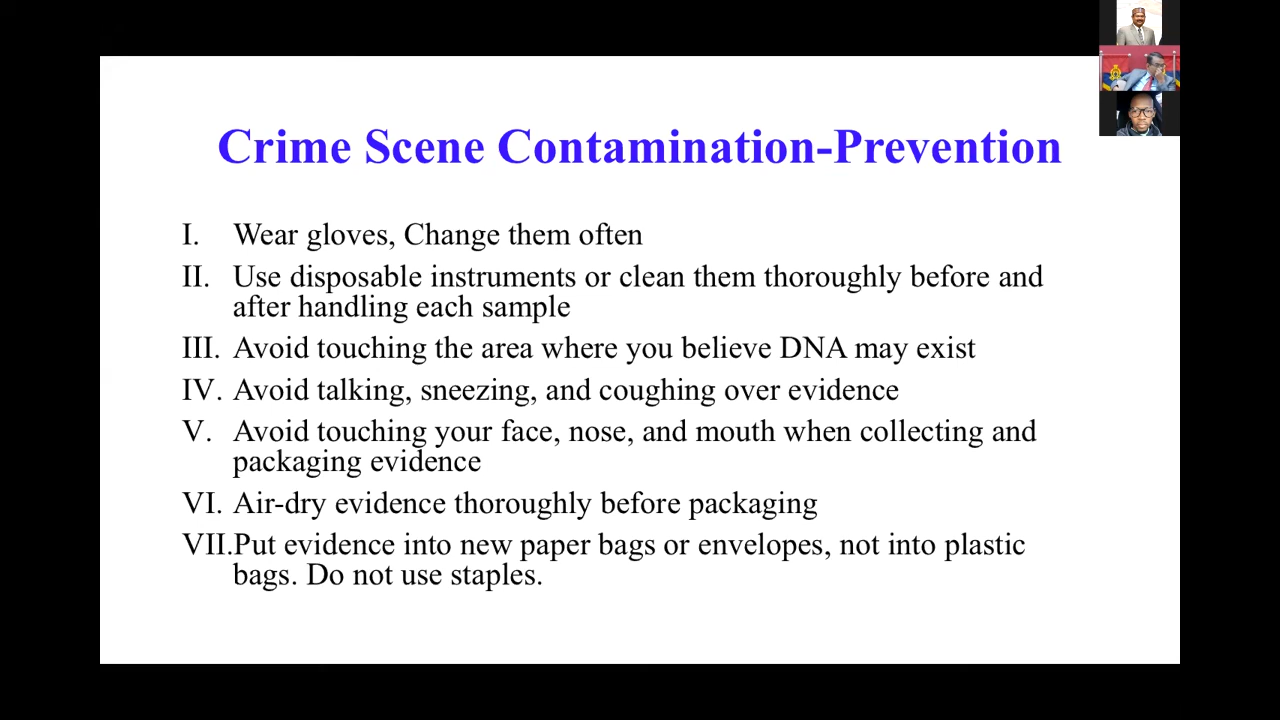 Crime Scene Contamination-Prevention
I. Wear gloves, Change them often
II. Use disposable instruments or clean them thoroughly before and
after handling each sample
III. Avoid touching the area where you believe DNA may exist
IV. Avoid talking, sneezing, and coughing over evidence
V. Avoid touching your face, nose, and mouth when collecting and
packaging evidence
VI. Air-dry evidence thoroughly before packaging
VII.Put evidence into new paper bags or envelopes, not into plastic
bags. Do not use staples.